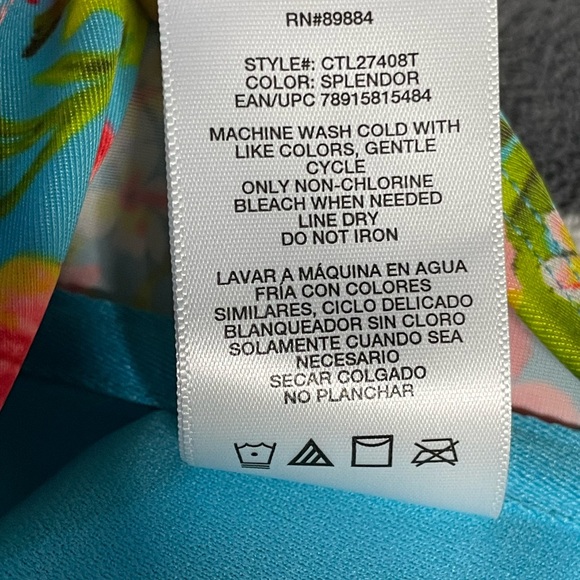 RN#89884
STYLE#: CTL27408T
COLOR: SPLENDOR
EAN/UPC 78915815484
MACHINE WASH COLD WITH
LIKE COLORS, GENTLE
CYCLE
ONLY NON-CHLORINE
BLEACH WHEN NEEDED
LINE DRY
DO NOT IRON
LAVAR A MÁQUINA EN AGUA
FRÍA CON COLORES
SIMILARES, CICLO DELICADO
BLANQUEADOR SIN CLORO
SOLAMENTE CUANDO SEA
NECESARIO
SECAR COLGADO
NO PLANCHAR